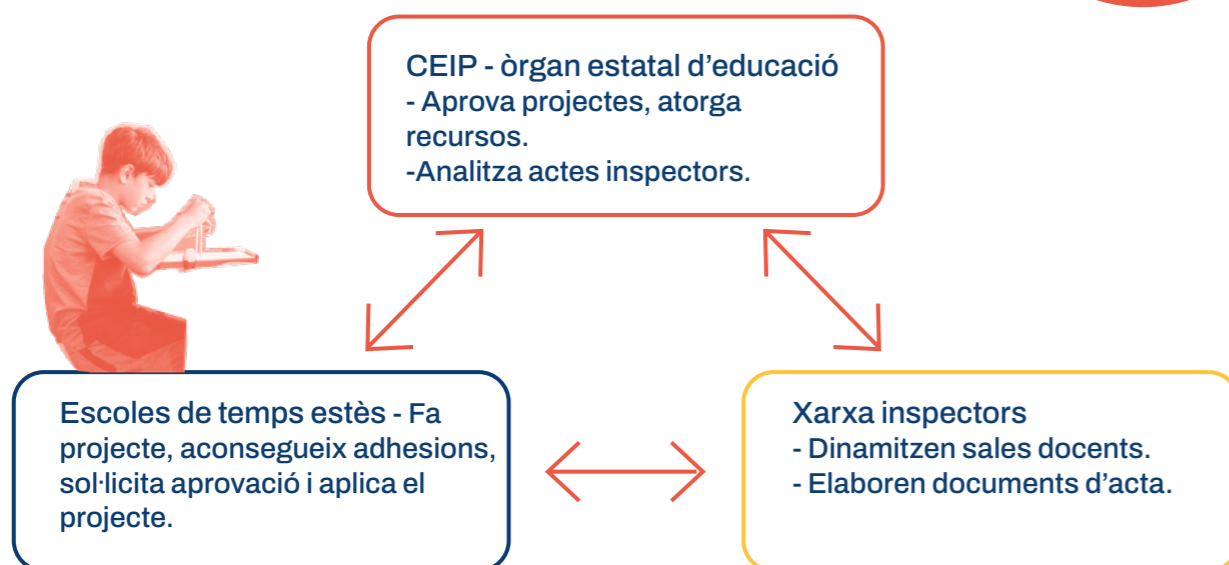 CEIP - òrgan estatal d’educació
- Aprova projectes, atorga
recursos.
-Analitza actes inspectors.
Escoles de temps estès - Fa
projecte, aconsegueix adhesions,
sol·licita aprovació i aplica el
projecte.
Xarxa inspectors
- Dinamitzen sales docents.
- Elaboren documents d’acta.